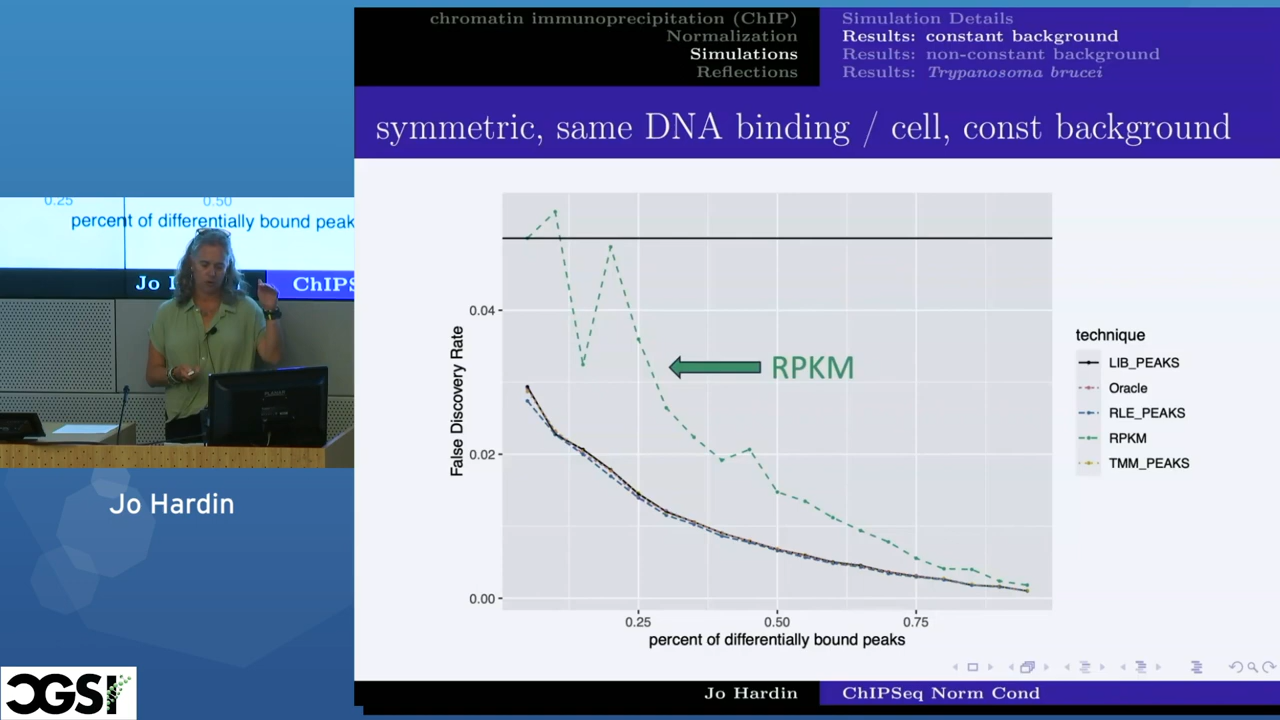 chromatin immunoprecipitation (ChIP)
Normalization
Simulations
Reflections
Simulation Details
Results: constant background
Results: non-constant background
Results: Trypanosoma brucei
symmetric, same DNA binding / cell, const background
False Discovery Rate
0.04
0.02
0.00
0.25
0.50
0.75
percent of differentially bound peaks
RPKM
technique
LIB_PEAKS
Oracle
RLE_PEAKS
RPKM
TMM_PEAKS
Jo Hardin
ChIPSeq Norm Cond
0.25
0.50
percent of differentially bound peak
Jo
ChIPS
Jo Hardin
CGSI